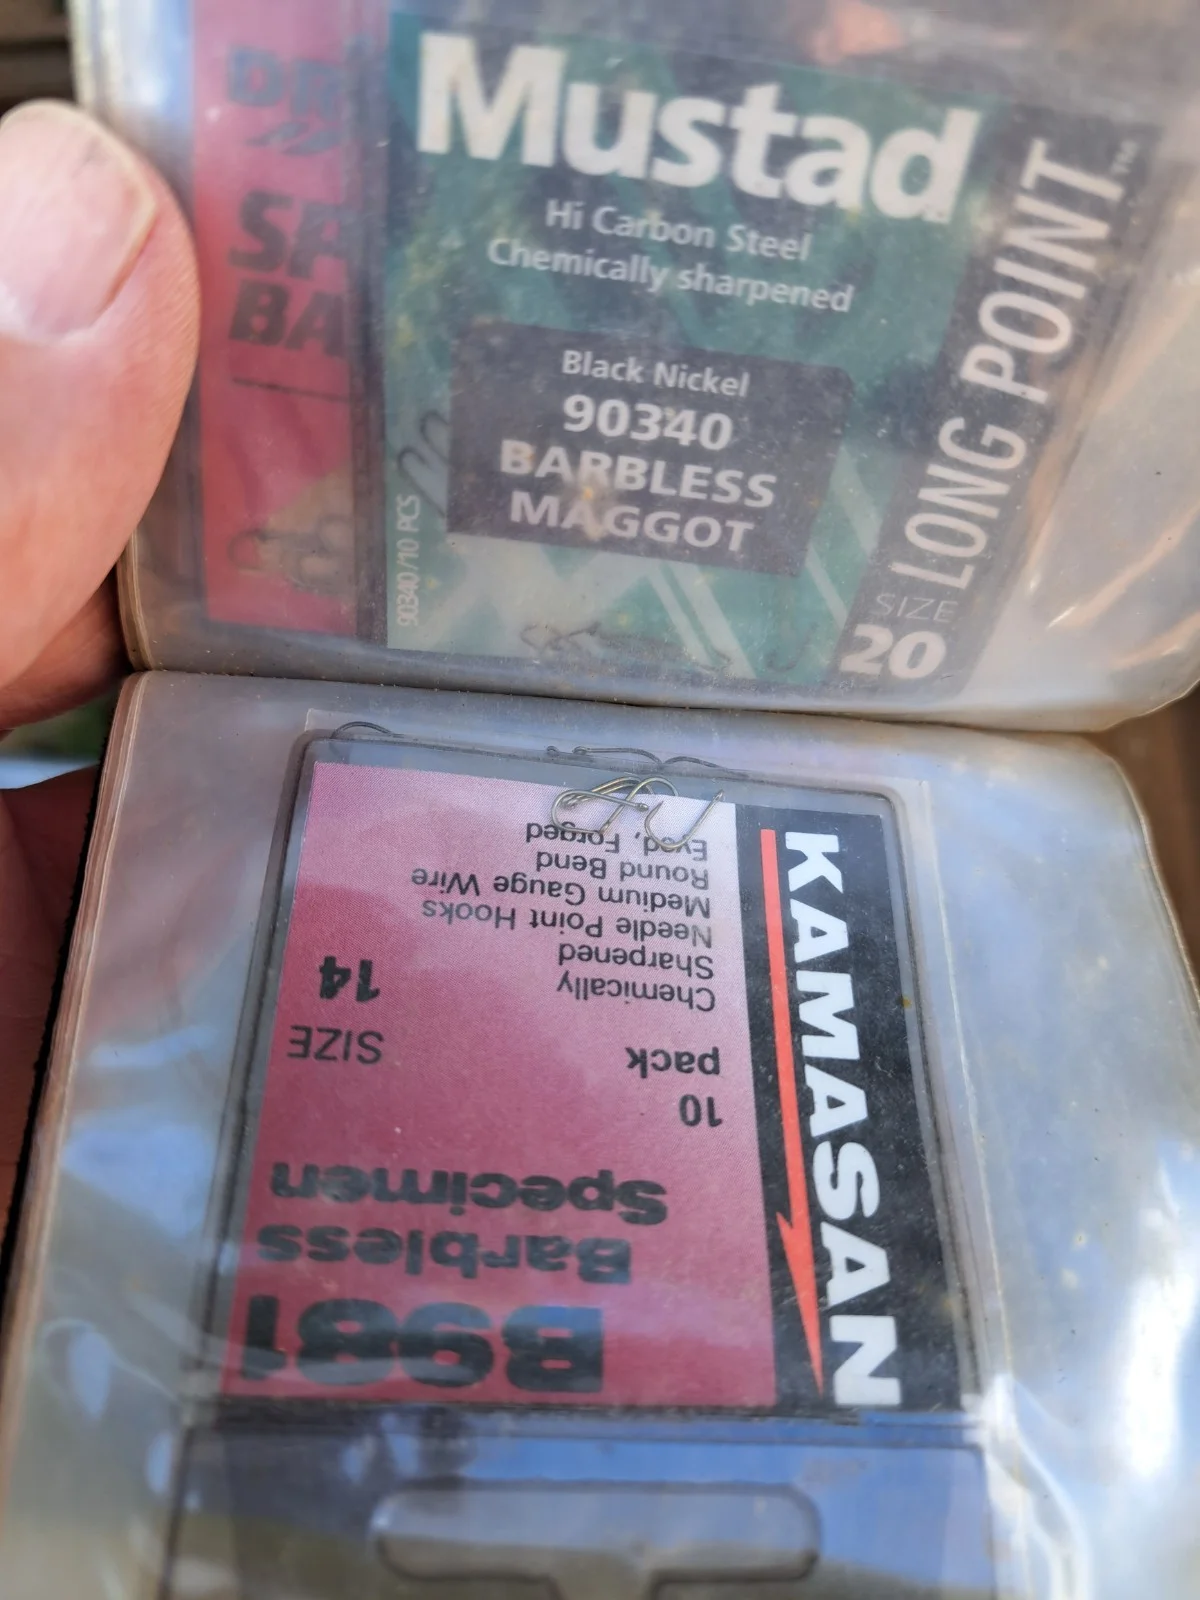 Mustad
Hi Carbon Steel
Chemically sharpened
Black Nickel
90340
BARBLESS
MAGGOT
90340/10 PCS
LONG POINT™
SIZE
20
KAMASAN
B981
Barbless
Specimen
10
pack
SIZE
14
Chemically
Sharpened
Needle Point Hooks
Medium Gauge Wire
Round Bend
Eyed, Forged